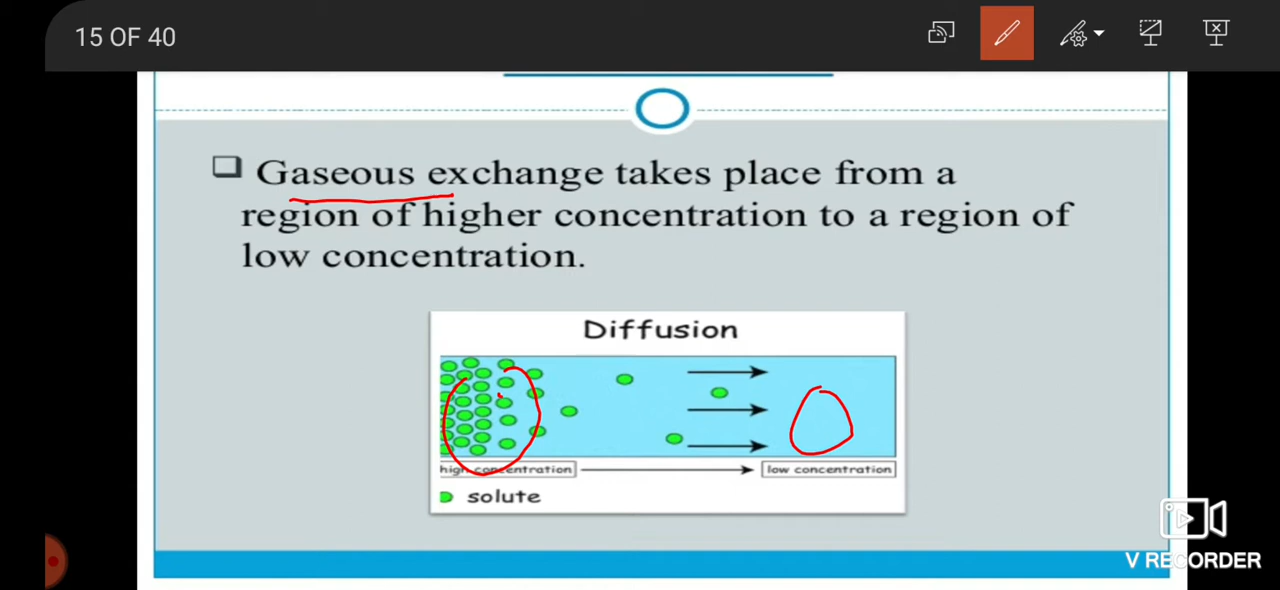 15 OF 40
Gaseous exchange takes place from a
region of higher concentration to a region of
low concentration.
Diffusion
high concentration
low concentration
solute
V RECORDER